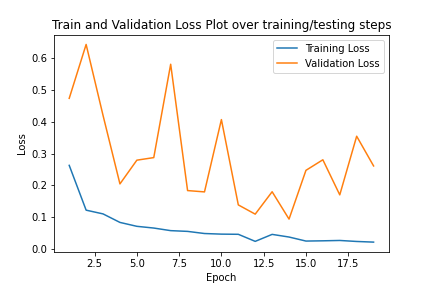 Train and Validation Loss Plot over training/testing steps
Training Loss
Validation Loss
Loss
0.6
0.5
0.4
0.3
0.2
0.1
0.0
2.5 5.0 7.5 10.0 12.5 15.0 17.5
Epoch